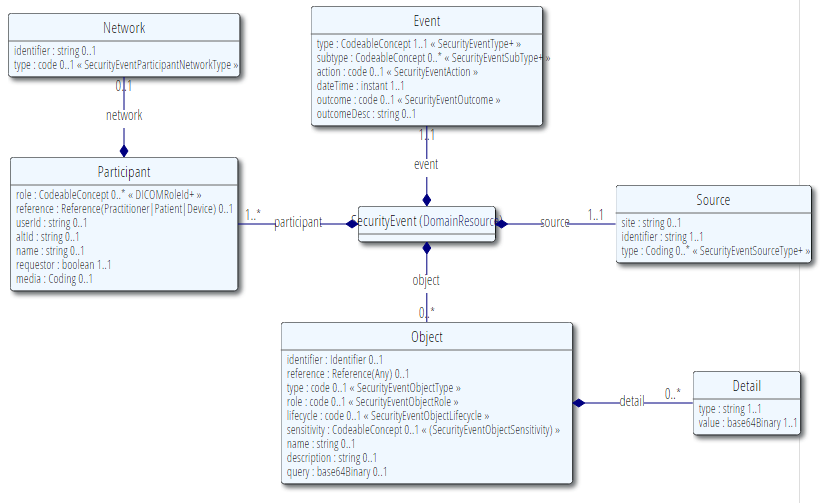 Network
identifier : string 0..1
type : code 0..1 « SecurityEventParticipantNetworkType »
0..1
network
Event
type : CodeableConcept 1..1 « SecurityEventType+ »
subtype : CodeableConcept 0..* « SecurityEventSubType+ »
action : code 0..1 « SecurityEventAction »
dateTime : instant 1..1
outcome : code 0..1 « SecurityEventOutcome »
outcomeDesc : string 0..1
1..1
event
Participant
role : CodeableConcept 0..* « DICOMRoleId+ »
reference : Reference(Practitioner|Patient|Device) 0..1
userId : string 0..1
altId : string 0..1
name : string 0..1
requestor : boolean 1..1
media : Coding 0..1
1..*
participant
SecurityEvent (DomainResource)
source
1..1
Source
site : string 0..1
identifier : string 1..1
type : Coding 0..* « SecurityEventSourceType+ »
object
0..*
Object
identifier : Identifier 0..1
reference : Reference(Any) 0..1
type : code 0..1 « SecurityEventObjectType »
role : code 0..1 « SecurityEventObjectRole »
lifecycle : code 0..1 « SecurityEventObjectLifecycle »
sensitivity : CodeableConcept 0..1 « (SecurityEventObjectSensitivity) »
name : string 0..1
description : string 0..1
query : base64Binary 0..1
detail
0..*
Detail
type : string 1..1
value : base64Binary 1..1